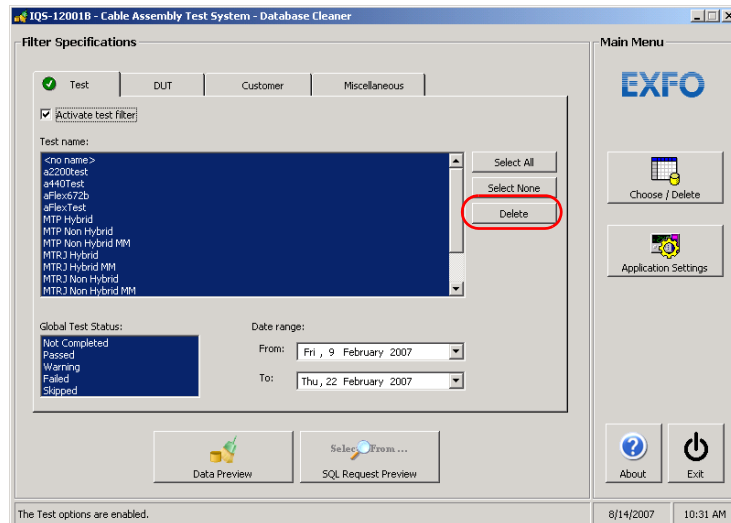 IQS-12001B - Cable Assembly Test System - Database Cleaner
Filter Specifications
Main Menu
Test
DUT
Customer
Miscellaneous
EXFO
Activate test filter
Test name:
<no name>
a2200test
a440Test
aFlex672b
aFlexTest
MTP Hybrid
MTP Non Hybrid
MTP Non Hybrid MM
MTRJ Hybrid
MTRJ Hybrid MM
MTRJ Non Hybrid
MTRJ Non Hybrid MM
Select All
Select None
Delete
Choose / Delete
Application Settings
Global Test Status:
Not Completed
Passed
Warning
Failed
Skipped
Date range:
From: Fri , 9 February 2007
To: Thu, 22 February 2007
Data Preview
Selec From ...
SQL Request Preview
About
Exit
The Test options are enabled.
8/14/2007
10:31 AM